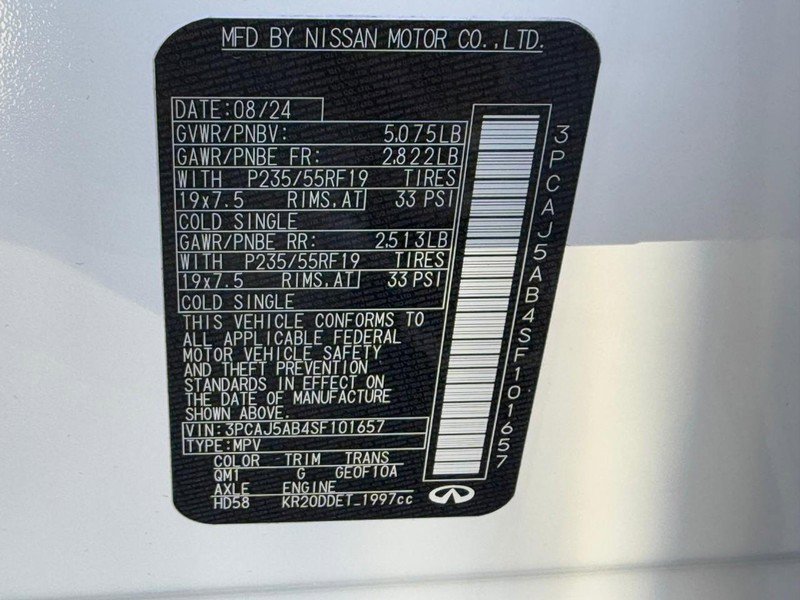 MFD BY NISSAN MOTOR CO.,LTD.
DATE:08/24
GVWR/PNBV: 5,075LB
GAWR/PNBE FR: 2,822LB
WITH P235/55RF19 TIRES
19x7.5 RIMS.AT 33 PSI
COLD SINGLE
GAWR/PNBE RR: 2,513LB
WITH P235/55RF19 TIRES
19x7.5 RIMS.AT 33 PSI
COLD SINGLE
THIS VEHICLE CONFORMS TO
ALL APPLICABLE FEDERAL
MOTOR VEHICLE SAFETY
AND THEFT PREVENTION
STANDARDS IN EFFECT ON
THE DATE OF MANUFACTURE
SHOWN ABOVE.
VIN:3PCAJ5AB4SF101657
TYPE:MPV
COLOR TRIM TRANS
QM1 G GE0F10A
AXLE ENGINE
HD58 KR20DDET_1997cc
3PCAJ5AB4SF101657